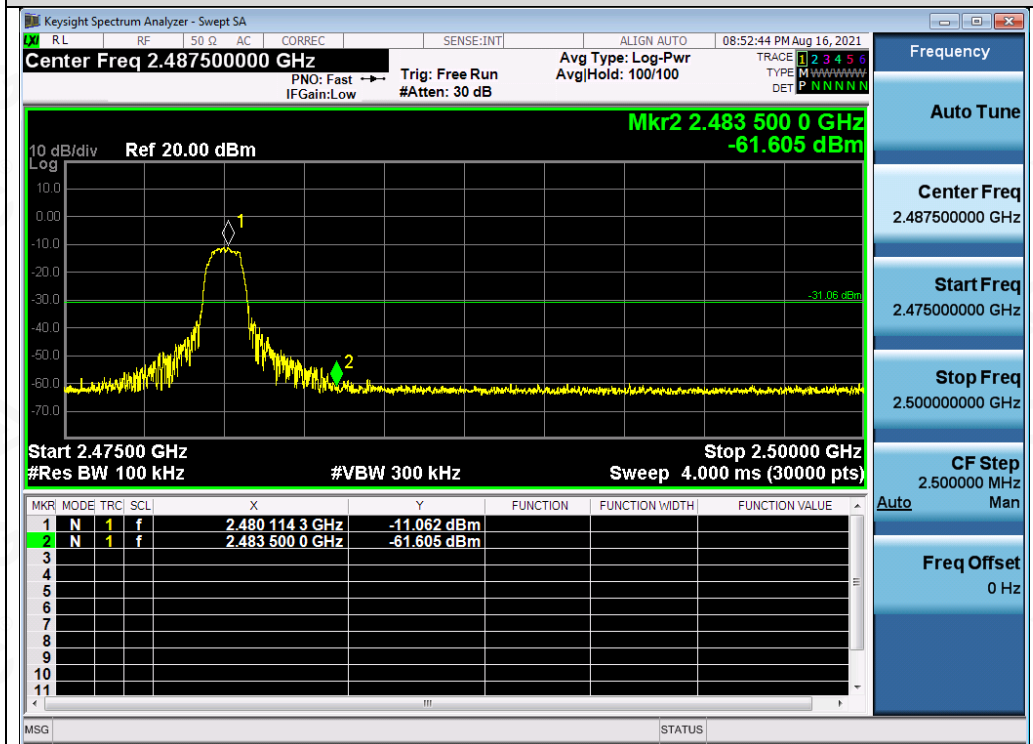 Keysight Spectrum Analyzer - Swept SA
LXI RL RF 50 Ω AC CORREC SENSE:INT ALIGN AUTO 08:52:44 PM Aug 16, 2021
Center Freq 2.487500000 GHz
PNO: Fast
IFGain:Low
Trig: Free Run
#Atten: 30 dB
Avg Type: Log-Pwr
Avg|Hold: 100/100
TRACE 1 2 3 4 5 6
TYPE M WWWWW
DET P N N N N N
Mkr2 2.483 500 0 GHz
-61.605 dBm
10 dB/div Ref 20.00 dBm
Log
10.0
0.00
-10.0
-20.0
-30.0
-40.0
-50.0
-60.0
-70.0
1
2
-31.06 dBm
Start 2.47500 GHz Stop 2.50000 GHz
#Res BW 100 kHz #VBW 300 kHz Sweep 4.000 ms (30000 pts)
MKR MODE TRC SCL X Y FUNCTION FUNCTION WIDTH FUNCTION VALUE
1 N 1 f 2.480 114 3 GHz -11.062 dBm
2 N 1 f 2.483 500 0 GHz -61.605 dBm
3
4
5
6
7
8
9
10
11
MSG STATUS
Frequency
Auto Tune
Center Freq
2.487500000 GHz
Start Freq
2.475000000 GHz
Stop Freq
2.500000000 GHz
CF Step
2.500000 MHz
Auto Man
Freq Offset
0 Hz